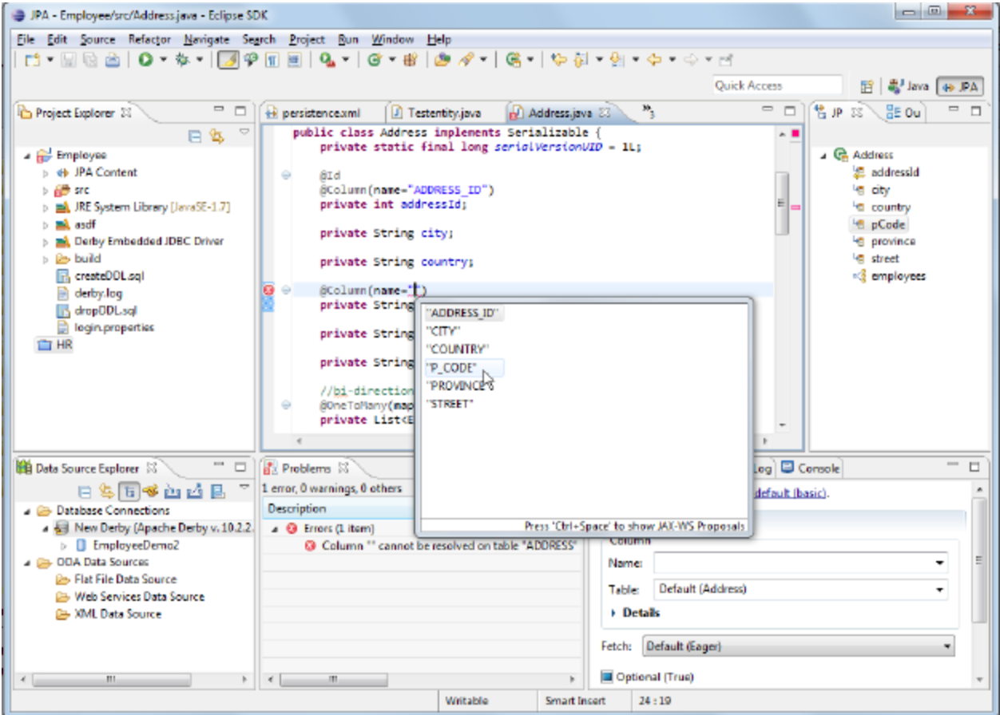 JPA - Employee/src/Address.java - Eclipse SDK
File Edit Source Refactor Navigate Search Project Run Window Help
Quick Access
Java
JPA
Project Explorer
Employee
JPA Content
src
JRE System Library [JavaSE-1.7]
asdf
Derby Embedded JDBC Driver
build
createDDL.sql
derby.log
dropDDL.sql
login.properties
HR
persistence.xml Testentity.java Address.java »3
public class Address implements Serializable {
private static final long serialVersionUID = 1L;
@Id
@Column(name="ADDRESS_ID")
private int addressId;
private String city;
private String country;
@Column(name="")
private String
private String
private String
//bi-direction
@OneToMany(map
private List<E
"ADDRESS_ID"
"CITY"
"COUNTRY"
"P_CODE"
"PROVINCE"
"STREET"
Press 'Ctrl+Space' to show JAX-WS Proposals
JP Ou
Address
addressId
city
country
pCode
province
street
employees
Data Source Explorer
Database Connections
New Derby (Apache Derby v. 10.2.2.
EmployeeDemo2
ODA Data Sources
Flat File Data Source
Web Services Data Source
XML Data Source
Problems
1 error, 0 warnings, 0 others
Description
Errors (1 item)
Column "" cannot be resolved on table "ADDRESS"
Log Console
default (basic).
Column
Name:
Table: Default (Address)
Details
Fetch: Default (Eager)
Optional (True)
Writable Smart Insert 24 : 19